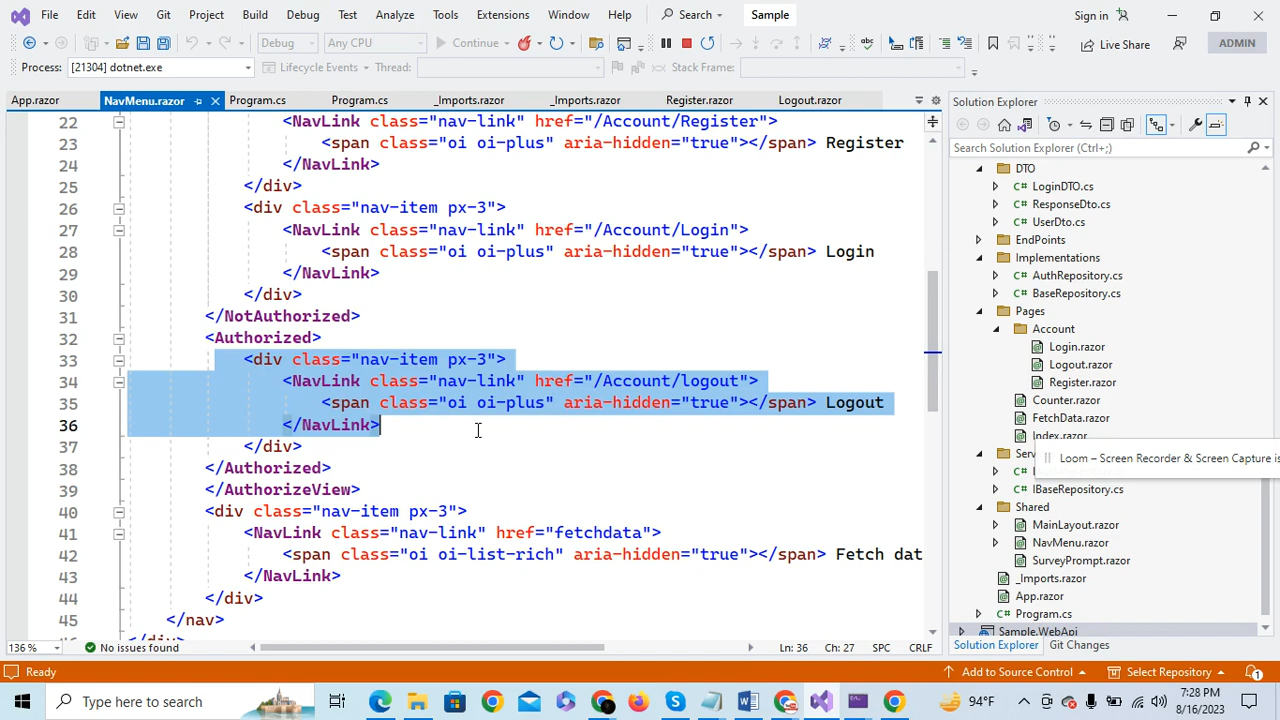 File Edit View Git Project Build Debug Test Analyze Tools Extensions Window Help Search Sample Sign in
Debug Any CPU Continue Live Share ADMIN
Process: [21304] dotnet.exe Lifecycle Events Thread: Stack Frame:
App.razor NavMenu.razor Program.cs Program.cs _Imports.razor _Imports.razor Register.razor Logout.razor
22 <NavLink class="nav-link" href="/Account/Register">
23 <span class="oi oi-plus" aria-hidden="true"></span> Register
24 </NavLink>
25 </div>
26 <div class="nav-item px-3">
27 <NavLink class="nav-link" href="/Account/Login">
28 <span class="oi oi-plus" aria-hidden="true"></span> Login
29 </NavLink>
30 </div>
31 </NotAuthorized>
32 <Authorized>
33 <div class="nav-item px-3">
34 <NavLink class="nav-link" href="/Account/logout">
35 <span class="oi oi-plus" aria-hidden="true"></span> Logout
36 </NavLink>
37 </div>
38 </Authorized>
39 </AuthorizeView>
40 <div class="nav-item px-3">
41 <NavLink class="nav-link" href="fetchdata">
42 <span class="oi oi-list-rich" aria-hidden="true"></span> Fetch dat
43 </NavLink>
44 </div>
45 </nav>
Solution Explorer
Search Solution Explorer (Ctrl+;)
DTO
C# LoginDTO.cs
C# ResponseDto.cs
C# UserDto.cs
EndPoints
Implementations
C# AuthRepository.cs
C# BaseRepository.cs
Pages
Account
Login.razor
Logout.razor
Register.razor
Counter.razor
FetchData.razor
Index.razor
Ser
Loom – Screen Recorder & Screen Capture is
C# IBaseRepository.cs
Shared
MainLayout.razor
NavMenu.razor
SurveyPrompt.razor
_Imports.razor
App.razor
C# Program.cs
Sample.WebApi
Solution Explorer Git Changes
136 % No issues found Ln: 36 Ch: 27 SPC CRLF
Ready Add to Source Control Select Repository 1
Type here to search 94°F 7:28 PM
8/16/2023